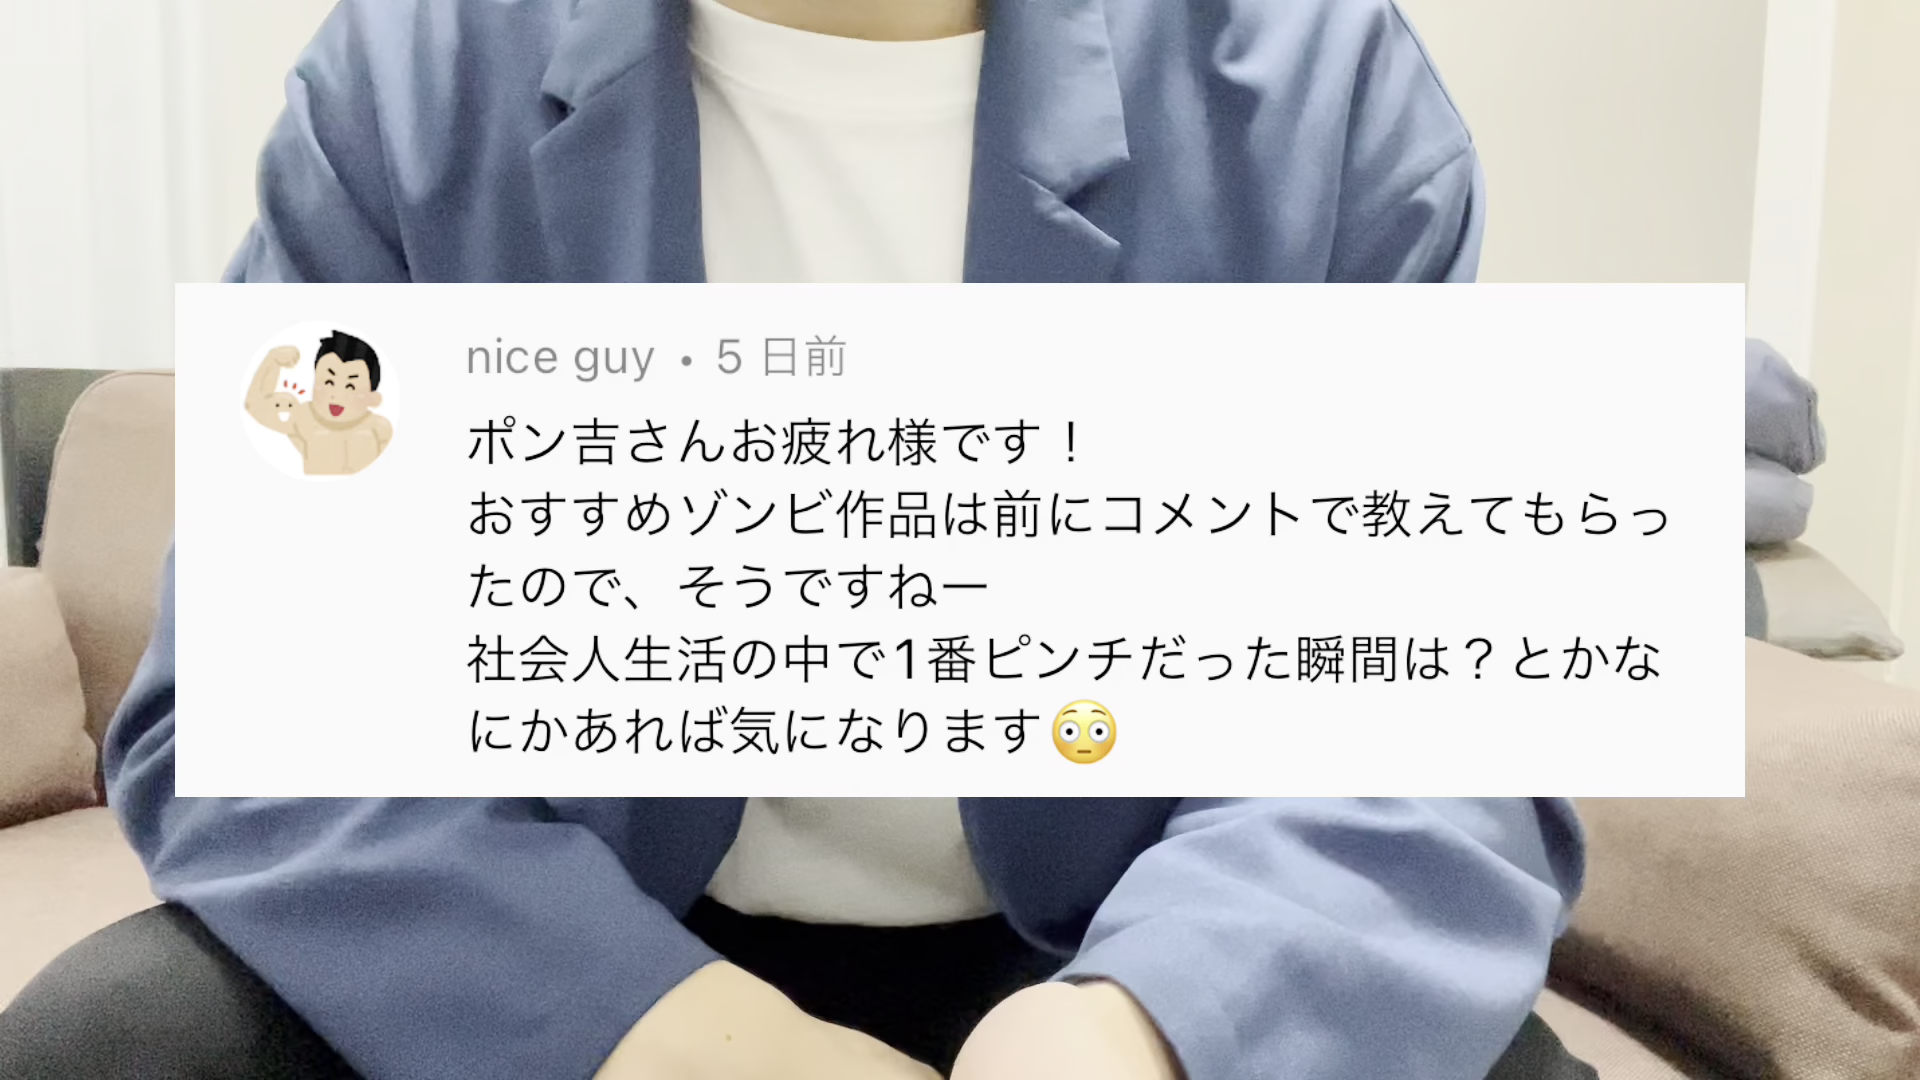 nice guy • 5 日前
ポン吉さんお疲れ様です！
おすすめゾンビ作品は前にコメントで教えてもらっ
たので、そうですねー
社会人生活の中で1番ピンチだった瞬間は？とかな
にかあれば気になります😳